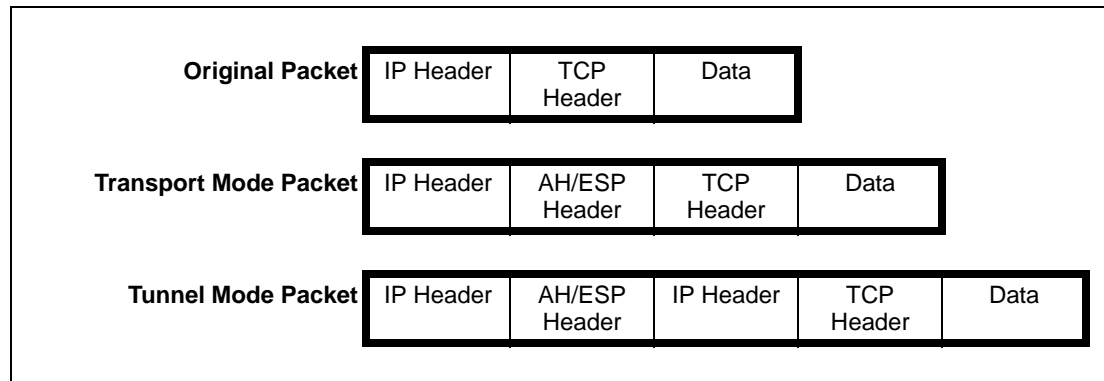 Original Packet IP Header TCP Header Data
Transport Mode Packet IP Header AH/ESP Header TCP Header Data
Tunnel Mode Packet IP Header AH/ESP Header IP Header TCP Header Data